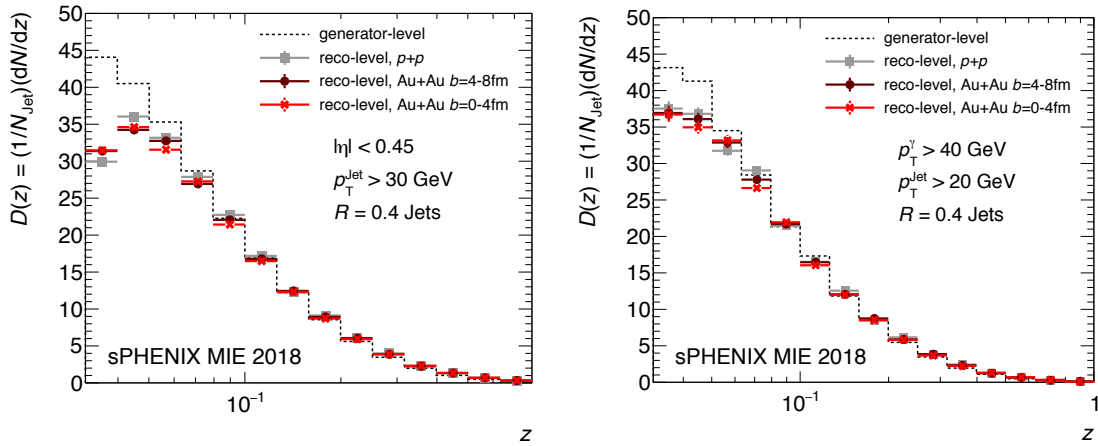 D(z) = (1/N_Jet)(dN/dz)
50
45
40
35
30
25
20
15
10
5
0
generator-level
reco-level, p+p
reco-level, Au+Au b=4-8fm
reco-level, Au+Au b=0-4fm
|η| < 0.45
p_T^Jet > 30 GeV
R = 0.4 Jets
sPHENIX MIE 2018
10⁻¹
z
D(z) = (1/N_Jet)(dN/dz)
50
45
40
35
30
25
20
15
10
5
0
generator-level
reco-level, p+p
reco-level, Au+Au b=4-8fm
reco-level, Au+Au b=0-4fm
p_T^γ > 40 GeV
p_T^Jet > 20 GeV
R = 0.4 Jets
sPHENIX MIE 2018
10⁻¹ 1
z